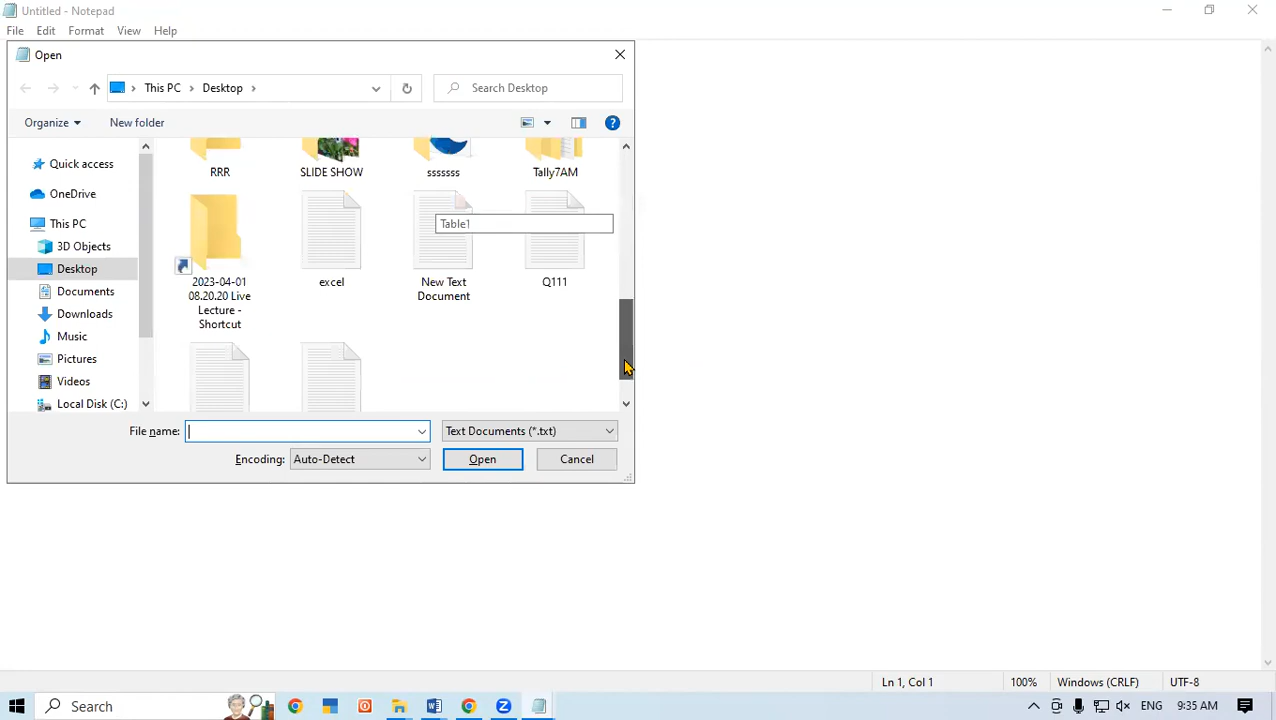 Untitled - Notepad
File Edit Format View Help
Open
This PC Desktop
Search Desktop
Organize New folder
Quick access
OneDrive
This PC
3D Objects
Desktop
Documents
Downloads
Music
Pictures
Videos
Local Disk (C:)
RRR SLIDE SHOW sssssss Tally7AM
Table1
2023-04-01
08.20.20 Live
Lecture -
Shortcut
excel
New Text
Document
Q111
File name: Text Documents (*.txt)
Encoding: Auto-Detect Open Cancel
Ln 1, Col 1 100% Windows (CRLF) UTF-8
Search ENG 9:35 AM